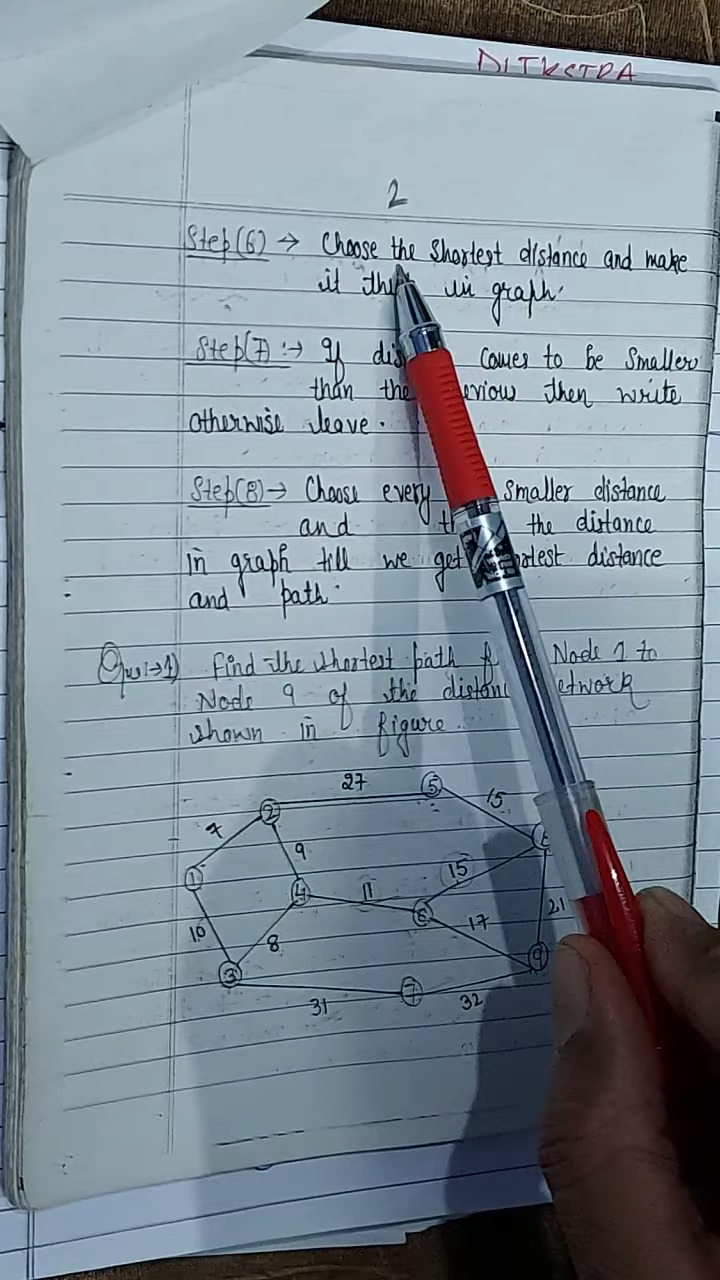 DIJKSTRA
2
Step(6) → Choose the Shortest distance and make
it in graph.
Step(7) :→ If comes to be Smaller
than the then write
otherwise leave.
Step(8) → Choose every Smaller distance
and the distance
in graph till we get distance
and path.
Ques:→1) Find the shortest path Node 1 to
Node 9 of the
shown in figure.
27
5
2
15
7
9
1
15
4
11
6
17
21
10
8
9
3
7
31
32